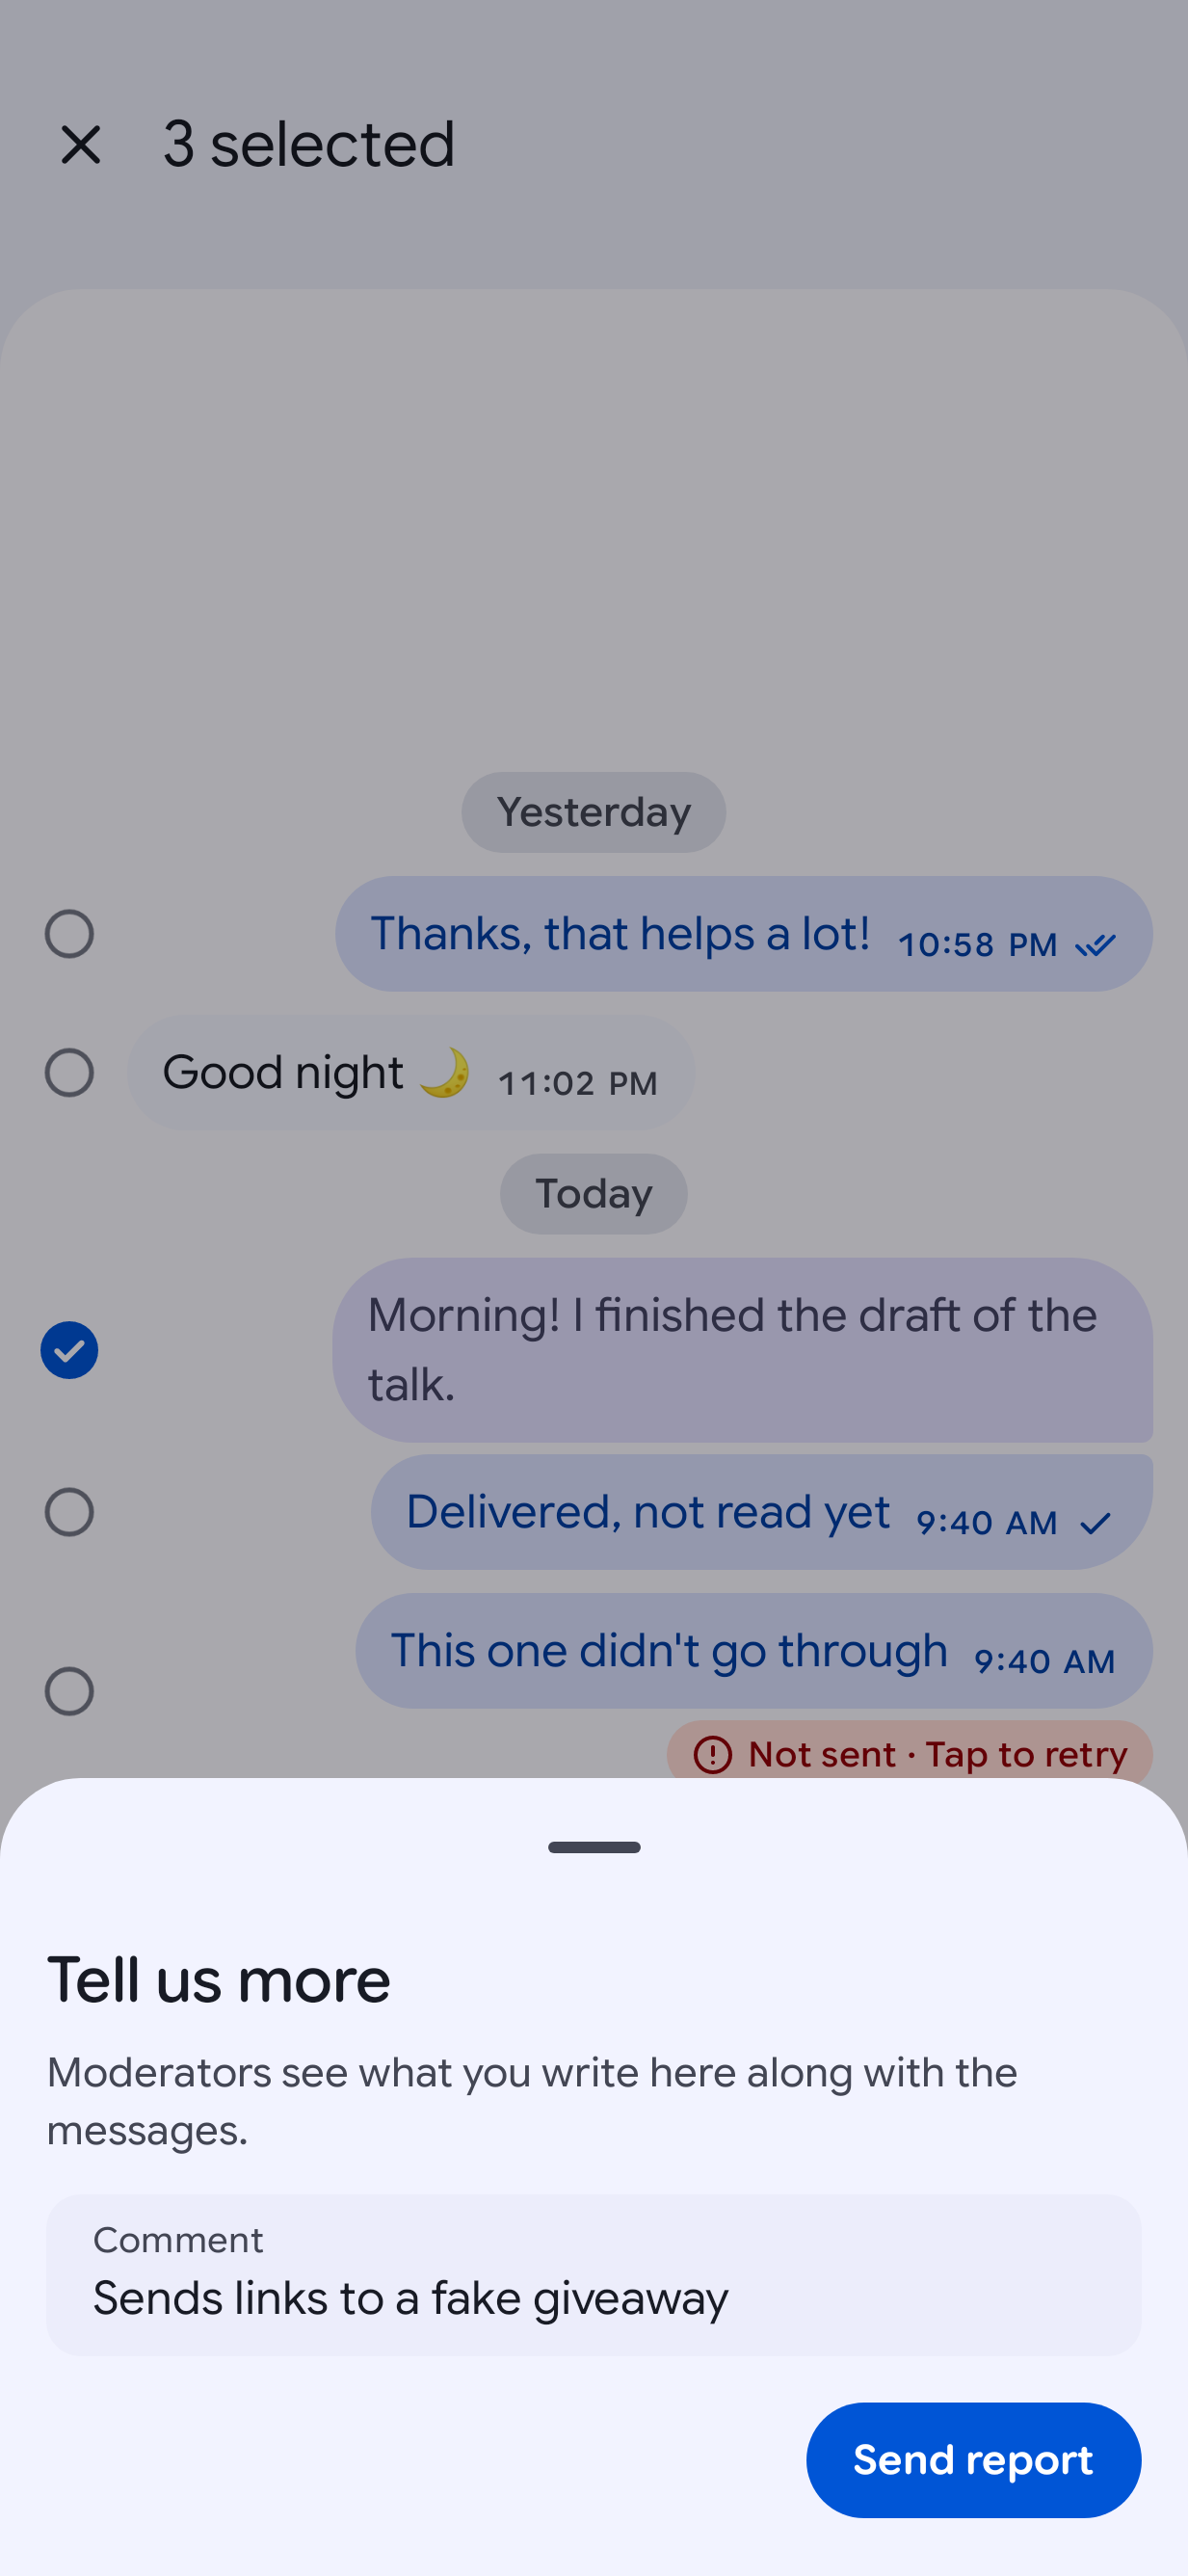 3 selected
Yesterday
Thanks, that helps a lot! 10:58 PM
Good night 🌙 11:02 PM
Today
Morning! I finished the draft of the
talk.
Delivered, not read yet 9:40 AM
This one didn't go through 9:40 AM
Not sent · Tap to retry
Tell us more
Moderators see what you write here along with the
messages.
Comment
Sends links to a fake giveaway
Send report